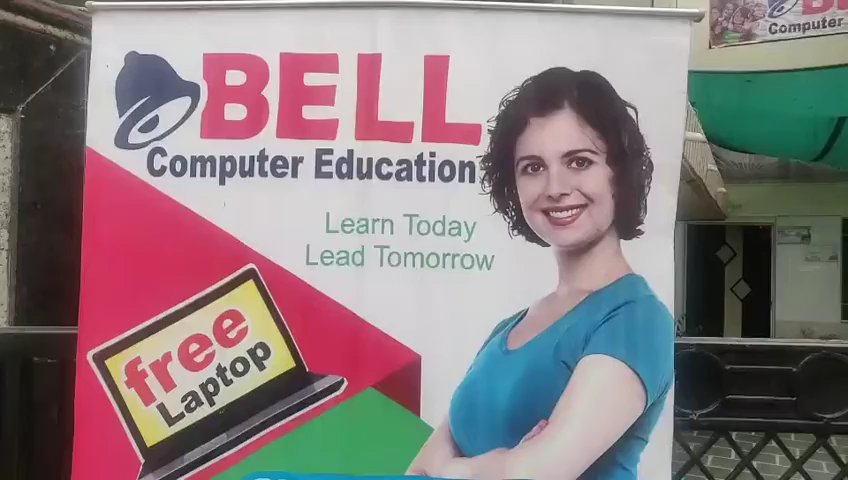 BELL
Computer Education
Learn Today
Lead Tomorrow
free
Laptop
Computer